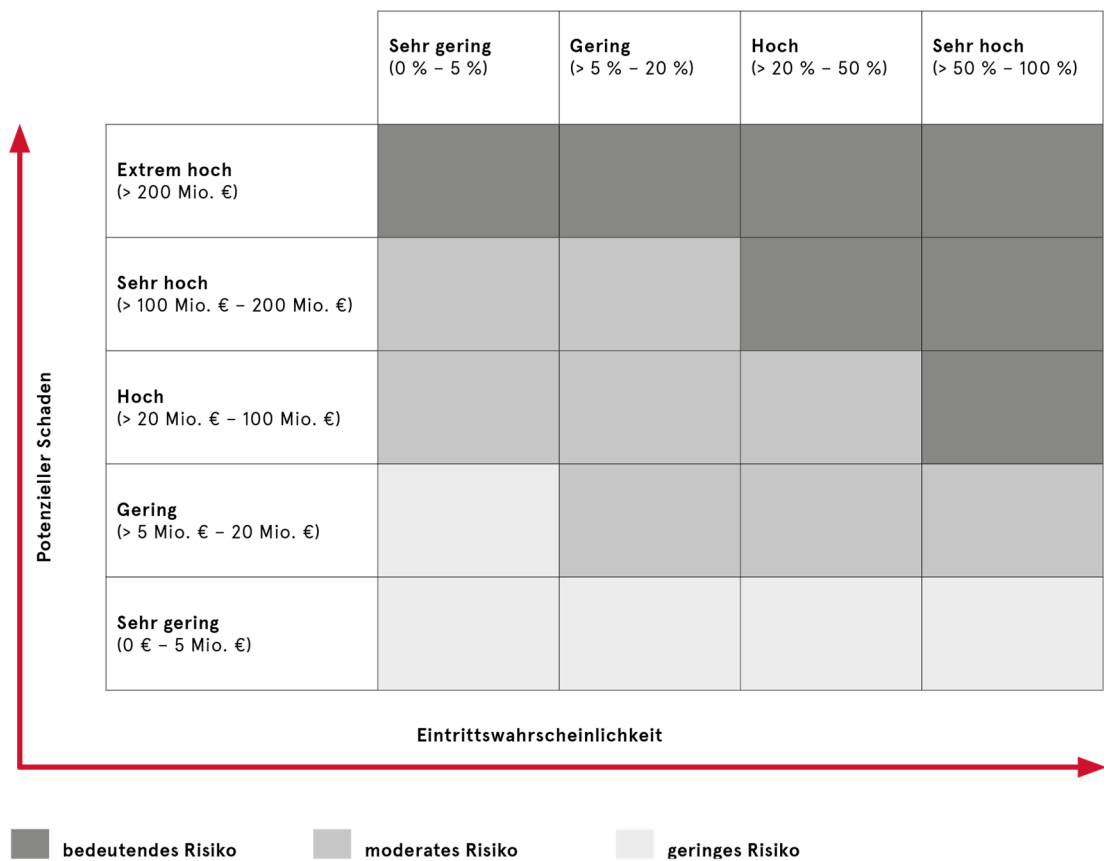 Sehr gering
(0 % – 5 %)
Gering
(> 5 % – 20 %)
Hoch
(> 20 % – 50 %)
Sehr hoch
(> 50 % – 100 %)
Extrem hoch
(> 200 Mio. €)
Sehr hoch
(> 100 Mio. € – 200 Mio. €)
Hoch
(> 20 Mio. € – 100 Mio. €)
Gering
(> 5 Mio. € – 20 Mio. €)
Sehr gering
(0 € – 5 Mio. €)
Potenzieller Schaden
Eintrittswahrscheinlichkeit
bedeutendes Risiko
moderates Risiko
geringes Risiko